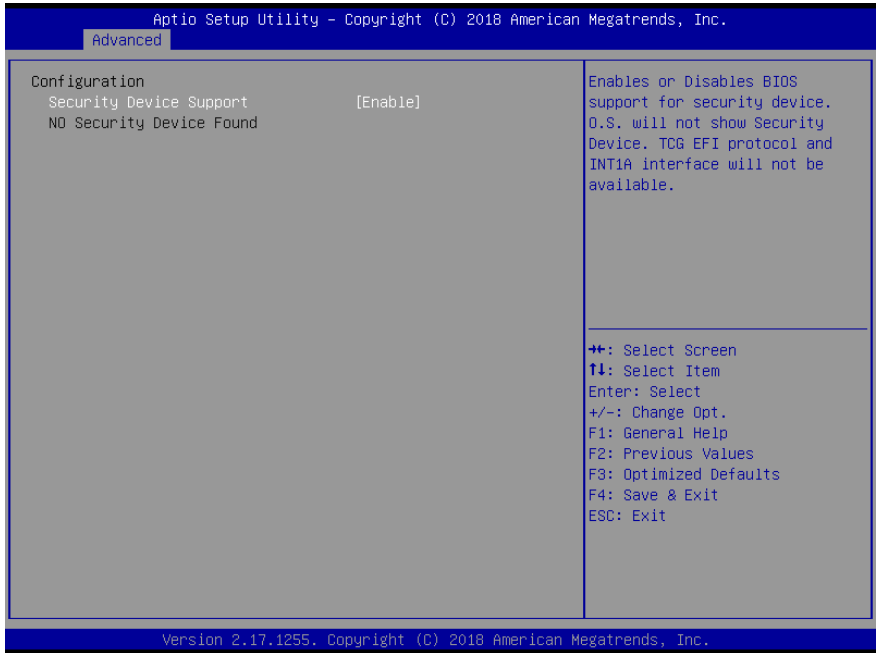 Aptio Setup Utility – Copyright (C) 2018 American Megatrends, Inc.
Advanced
Configuration
Security Device Support [Enable]
NO Security Device Found
Enables or Disables BIOS
support for security device.
O.S. will not show Security
Device. TCG EFI protocol and
INT1A interface will not be
available.
→←: Select Screen
↑↓: Select Item
Enter: Select
+/-: Change Opt.
F1: General Help
F2: Previous Values
F3: Optimized Defaults
F4: Save & Exit
ESC: Exit
Version 2.17.1255. Copyright (C) 2018 American Megatrends, Inc.